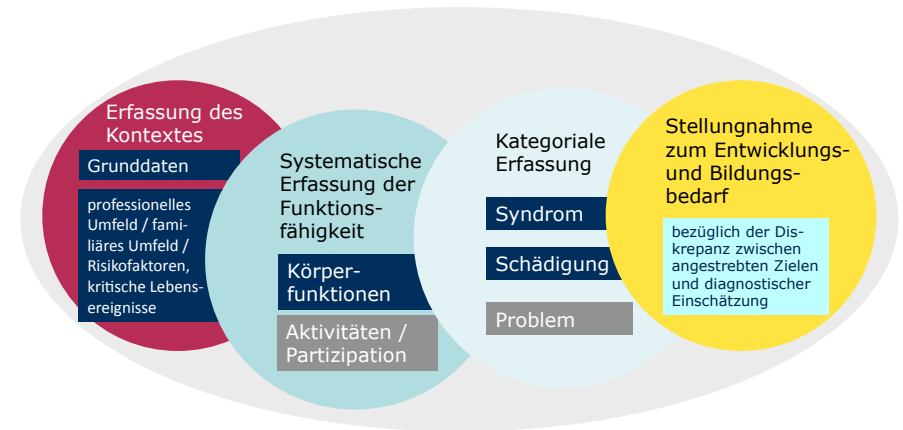 Erfassung des
Kontextes
Grunddaten
professionelles
Umfeld / fami-
liäres Umfeld /
Risikofaktoren,
kritische Lebens-
ereignisse
Systematische
Erfassung der
Funktions-
fähigkeit
Körper-
funktionen
Aktivitäten /
Partizipation
Kategoriale
Erfassung
Syndrom
Schädigung
Problem
Stellungnahme
zum Entwicklungs-
und Bildungs-
bedarf
bezüglich der Dis-
krepanz zwischen
angestrebten Zielen
und diagnostischer
Einschätzung